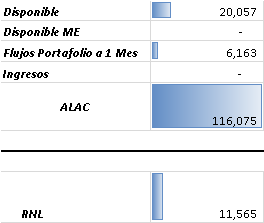 Disponible 20,057
Disponible ME -
Flujos Portafolio a 1 Mes 6,163
Ingresos -
ALAC 116,075
RNL 11,565